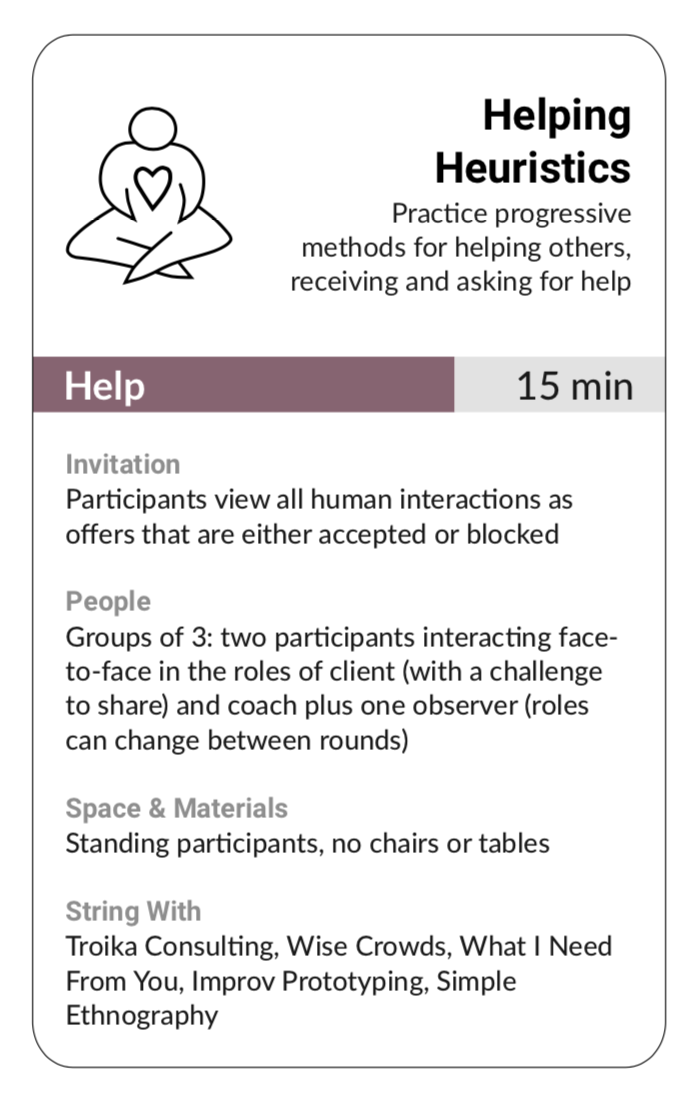 Helping
Heuristics
Practice progressive
methods for helping others,
receiving and asking for help
Help
15 min
Invitation
Participants view all human interactions as
offers that are either accepted or blocked
People
Groups of 3: two participants interacting face-
to-face in the roles of client (with a challenge
to share) and coach plus one observer (roles
can change between rounds)
Space & Materials
Standing participants, no chairs or tables
String With
Troika Consulting, Wise Crowds, What I Need
From You, Improv Prototyping, Simple
Ethnography